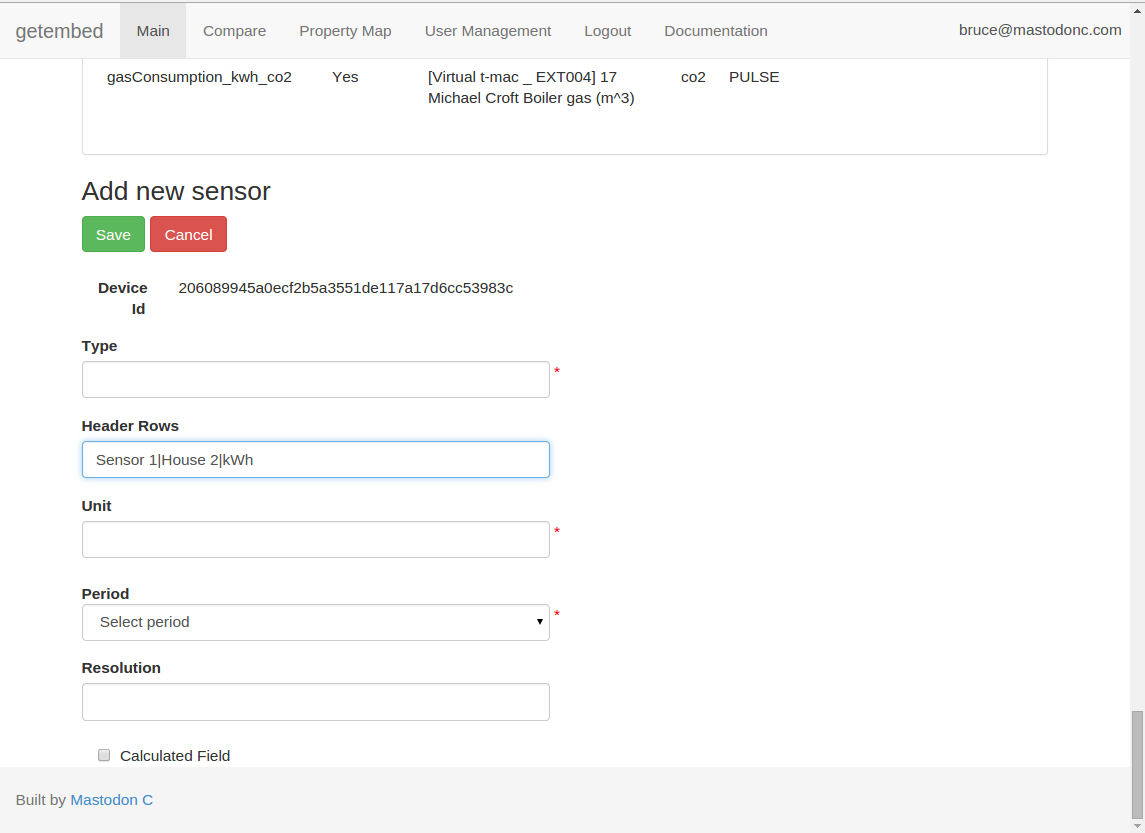 getembed Main Compare Property Map User Management Logout Documentation bruce@mastodonc.com
gasConsumption_kwh_co2 Yes [Virtual t-mac _ EXT004] 17 co2 PULSE
Michael Croft Boiler gas (m^3)
Add new sensor
Save Cancel
Device 206089945a0ecf2b5a3551de117a17d6cc53983c
Id
Type
*
Header Rows
Sensor 1|House 2|kWh
Unit
*
Period
Select period *
Resolution
Calculated Field
Built by Mastodon C